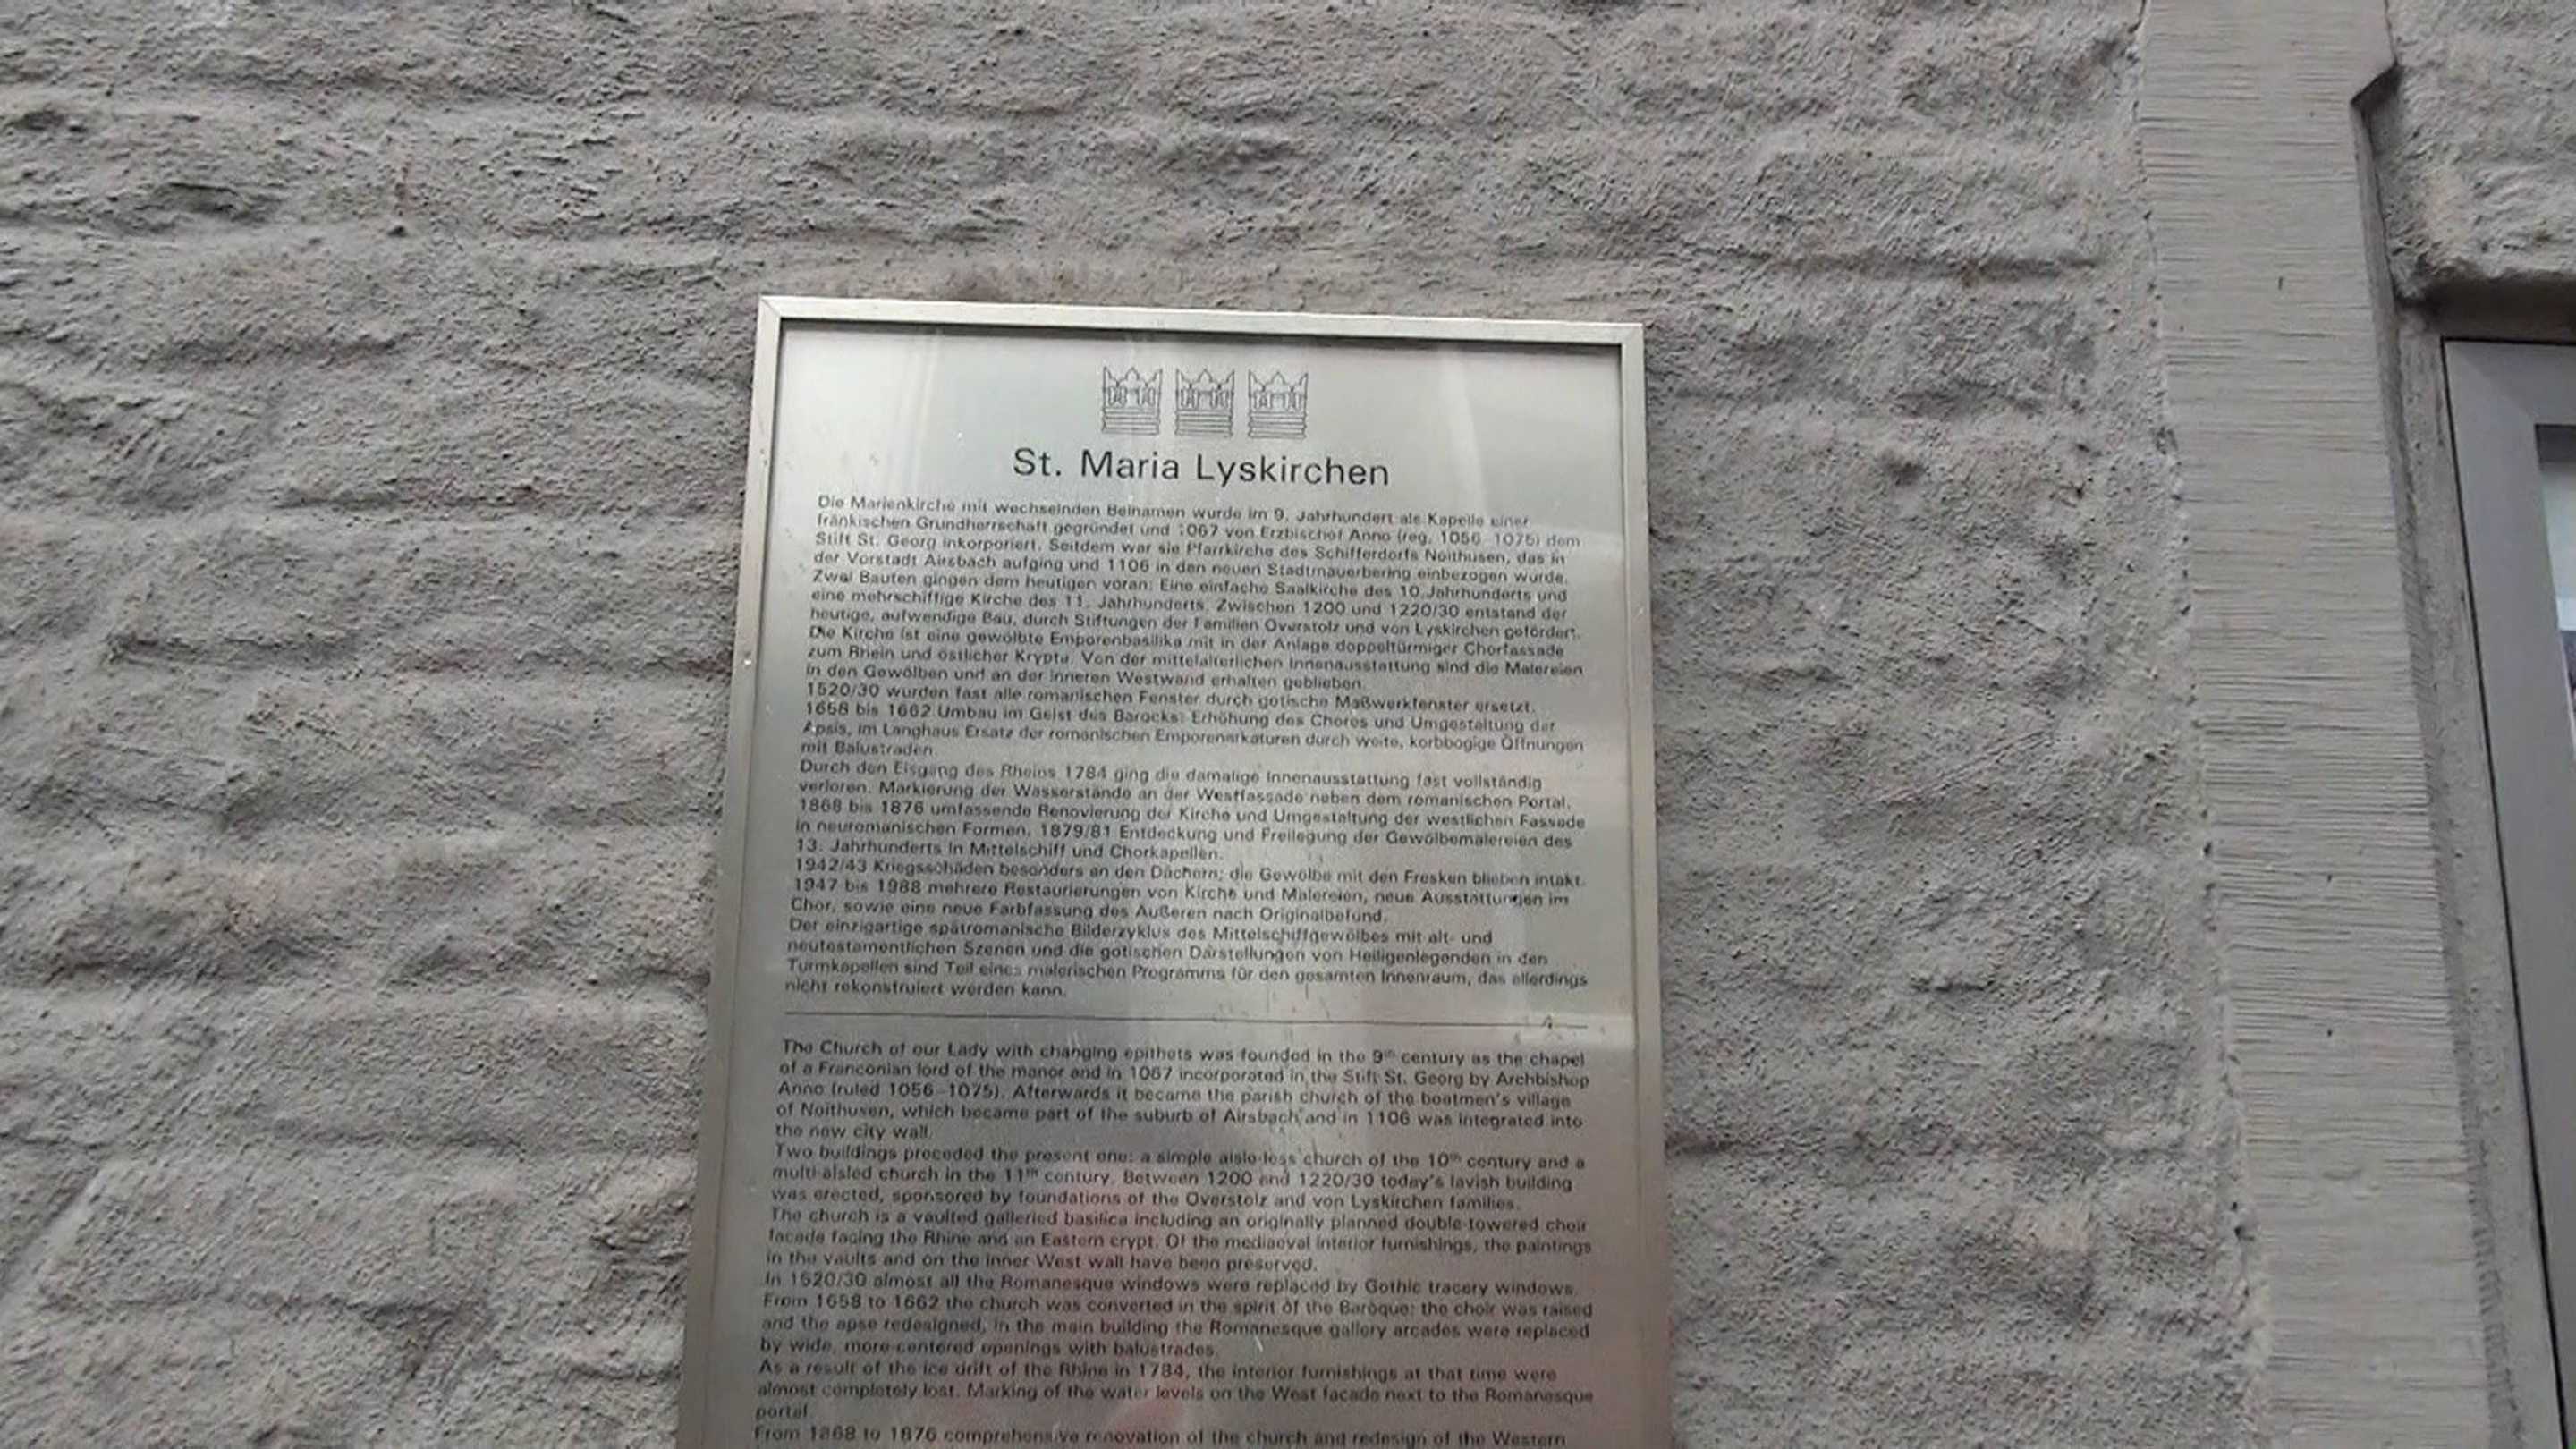 St. Maria Lyskirchen
Die Marienkirche mit wechselnden Beinamen wurde im 9. Jahrhundert als Kapelle einer
fränkischen Grundherrschaft gegründet und 1067 von Erzbischof Anno (reg. 1056–1075) dem
Stift St. Georg inkorporiert. Seitdem war sie Pfarrkirche des Schifferdorfs Noithusen, das in
der Vorstadt Airsbach aufging und 1106 in den neuen Stadtmauerbering einbezogen wurde.
Zwei Bauten gingen dem heutigen voran: Eine einfache Saalkirche des 10. Jahrhunderts und
eine mehrschiffige Kirche des 11. Jahrhunderts. Zwischen 1200 und 1220/30 entstand der
heutige, aufwendige Bau, durch Stiftungen der Familien Overstolz und von Lyskirchen gefördert.
Die Kirche ist eine gewölbte Emporenbasilika mit in der Anlage doppeltürmiger Chorfassade
zum Rhein und östlicher Krypta. Von der mittelalterlichen Innenausstattung sind die Malereien
in den Gewölben und an der inneren Westwand erhalten geblieben.
1520/30 wurden fast alle romanischen Fenster durch gotische Maßwerkfenster ersetzt.
1658 bis 1662 Umbau im Geist des Barocks: Erhöhung des Chores und Umgestaltung der
Apsis, im Langhaus Ersatz der romanischen Emporenarkaturen durch weite, korbbogige Öffnungen
mit Balustraden.
Durch den Eisgang des Rheins 1784 ging die damalige Innenausstattung fast vollständig
verloren. Markierung der Wasserstände an der Westfassade neben dem romanischen Portal.
1868 bis 1876 umfassende Renovierung der Kirche und Umgestaltung der westlichen Fassade
in neuromanischen Formen. 1879/81 Entdeckung und Freilegung der Gewölbemalereien des
13. Jahrhunderts in Mittelschiff und Chorkapellen.
1942/43 Kriegsschäden besonders an den Dächern; die Gewölbe mit den Fresken blieben intakt.
1947 bis 1988 mehrere Restaurierungen von Kirche und Malereien, neue Ausstattungen im
Chor, sowie eine neue Farbfassung des Äußeren nach Originalbefund.
Der einzigartige spätromanische Bilderzyklus des Mittelschiffgewölbes mit alt- und
neutestamentlichen Szenen und die gotischen Darstellungen von Heiligenlegenden in den
Turmkapellen sind Teil eines malerischen Programms für den gesamten Innenraum, das allerdings
nicht rekonstruiert werden kann.
The Church of our Lady with changing epithets was founded in the 9th century as the chapel
of a Franconian lord of the manor and in 1067 incorporated in the Stift St. Georg by Archbishop
Anno (ruled 1056–1075). Afterwards it became the parish church of the boatmen's village
of Noithusen, which became part of the suburb of Airsbach and in 1106 was integrated into
the new city wall.
Two buildings preceded the present one: a simple aisle-less church of the 10th century and a
multi-aisled church in the 11th century. Between 1200 and 1220/30 today's lavish building
was erected, sponsored by foundations of the Overstolz and von Lyskirchen families.
The church is a vaulted galleried basilica including an originally planned double-towered choir
facade facing the Rhine and an Eastern crypt. Of the mediaeval interior furnishings, the paintings
in the vaults and on the inner West wall have been preserved.
In 1520/30 almost all the Romanesque windows were replaced by Gothic tracery windows.
From 1658 to 1662 the church was converted in the spirit of the Baroque: the choir was raised
and the apse redesigned, in the main building the Romanesque gallery arcades were replaced
by wide, more-centered openings with balustrades.
As a result of the ice drift of the Rhine in 1784, the interior furnishings at that time were
almost completely lost. Marking of the water levels on the West facade next to the Romanesque
portal.
From 1868 to 1876 comprehensive renovation of the church and redesign of the Western